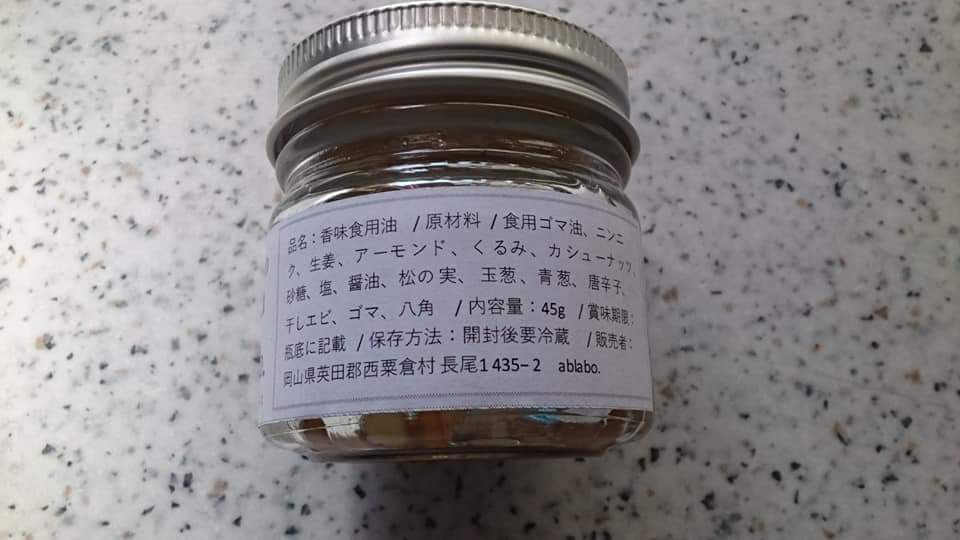 品名：香味食用油 / 原材料 / 食用ゴマ油、ニンニ
ク、生姜、アーモンド、くるみ、カシューナッツ、
砂糖、塩、醤油、松の実、玉葱、青葱、唐辛子、
干しエビ、ゴマ、八角 / 内容量：45g / 賞味期限：
瓶底に記載 / 保存方法：開封後要冷蔵 / 販売者：
岡山県英田郡西粟倉村長尾1435−2 ablabo.